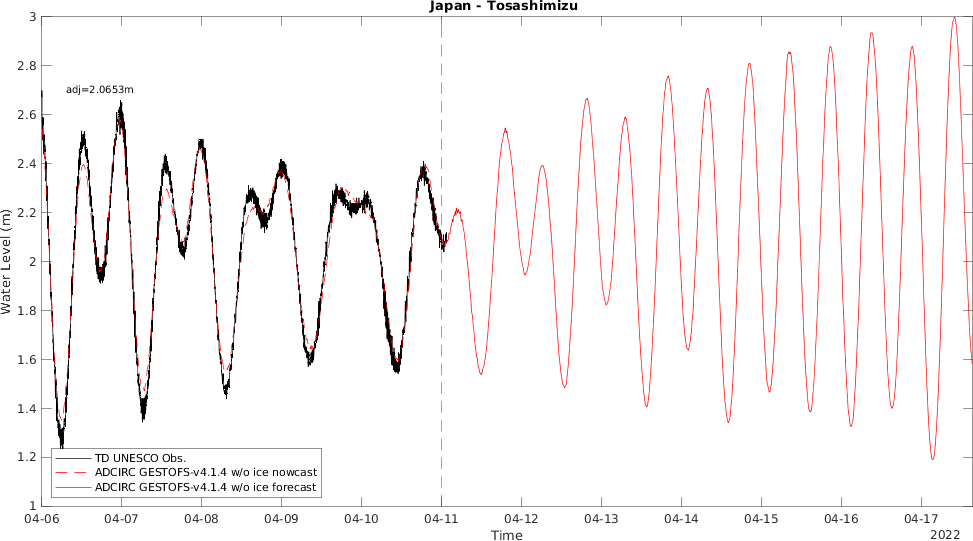 Japan - Tosashimizu
3
2.8
2.6
2.4
2.2
2
1.8
1.6
1.4
1.2
1
Water Level (m)
adj=2.0653m
TD UNESCO Obs.
ADCIRC GESTOFS-v4.1.4 w/o ice nowcast
ADCIRC GESTOFS-v4.1.4 w/o ice forecast
04-06 04-07 04-08 04-09 04-10 04-11 04-12 04-13 04-14 04-15 04-16 04-17
Time
2022